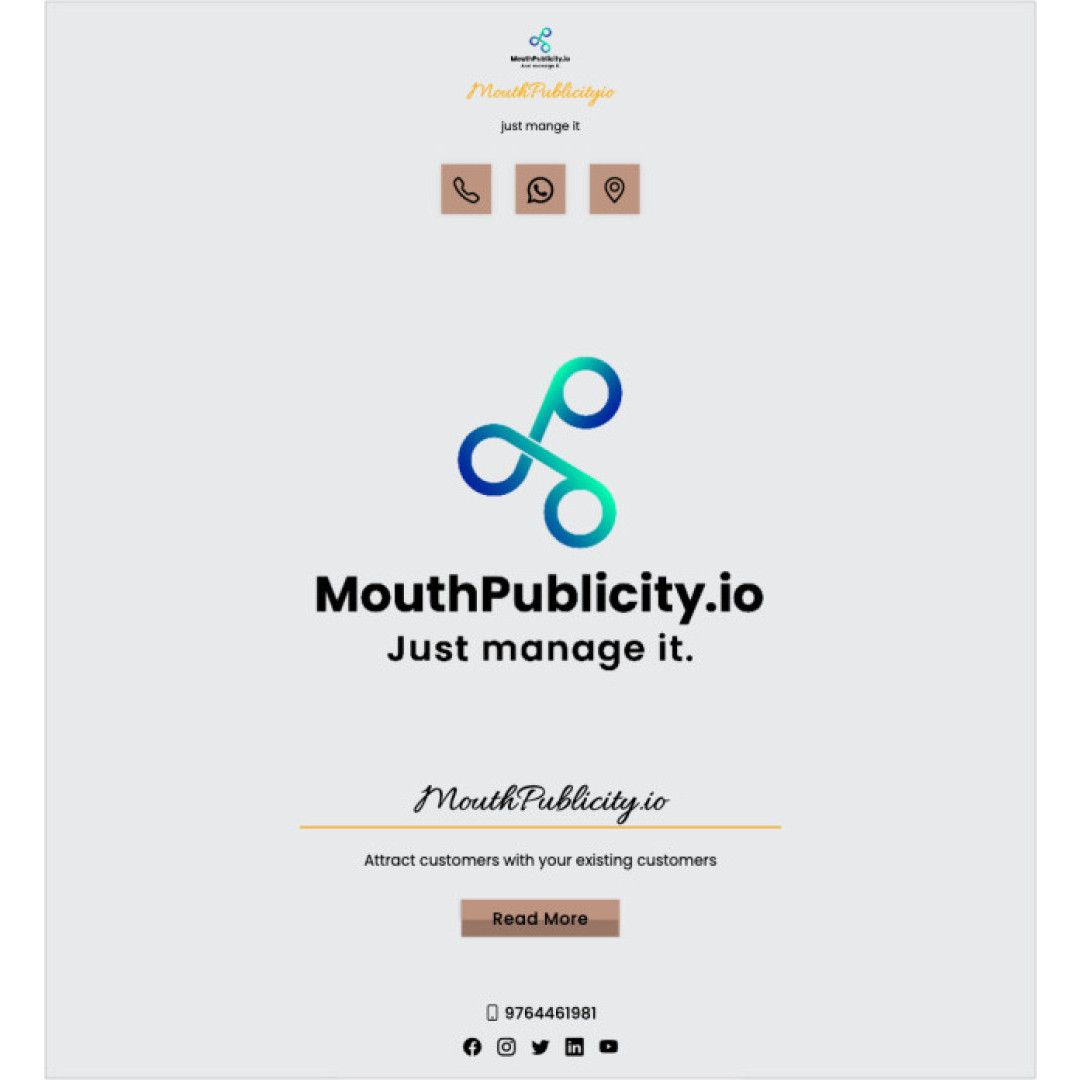 MouthPublicity.io
Just manage it.
MouthPublicityio
just mange it
MouthPublicity.io
Just manage it.
MouthPublicity.io
Attract customers with your existing customers
Read More
9764461981